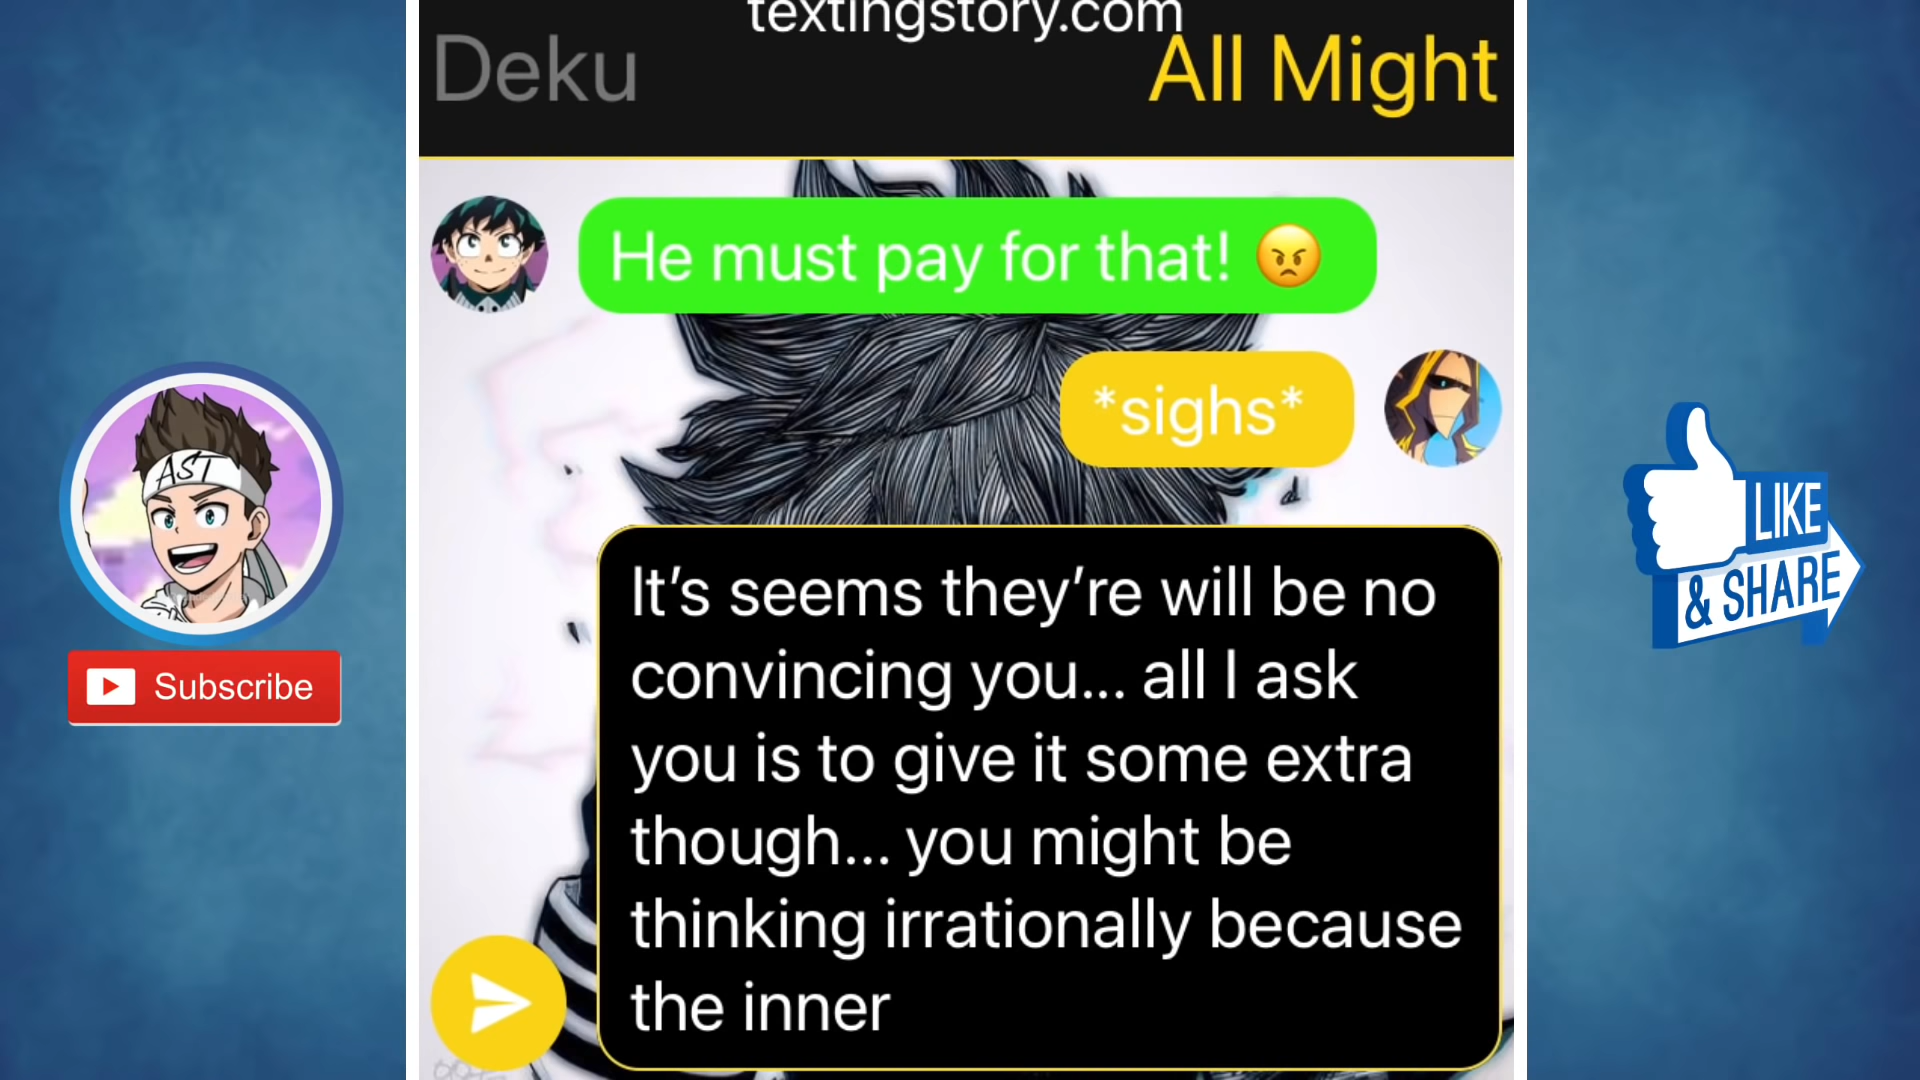 textingstory.com
Deku
All Might
He must pay for that! 😠
*sighs*
It’s seems they’re will be no
convincing you... all I ask
you is to give it some extra
though... you might be
thinking irrationally because
the inner
AST
Subscribe
LIKE
& SHARE